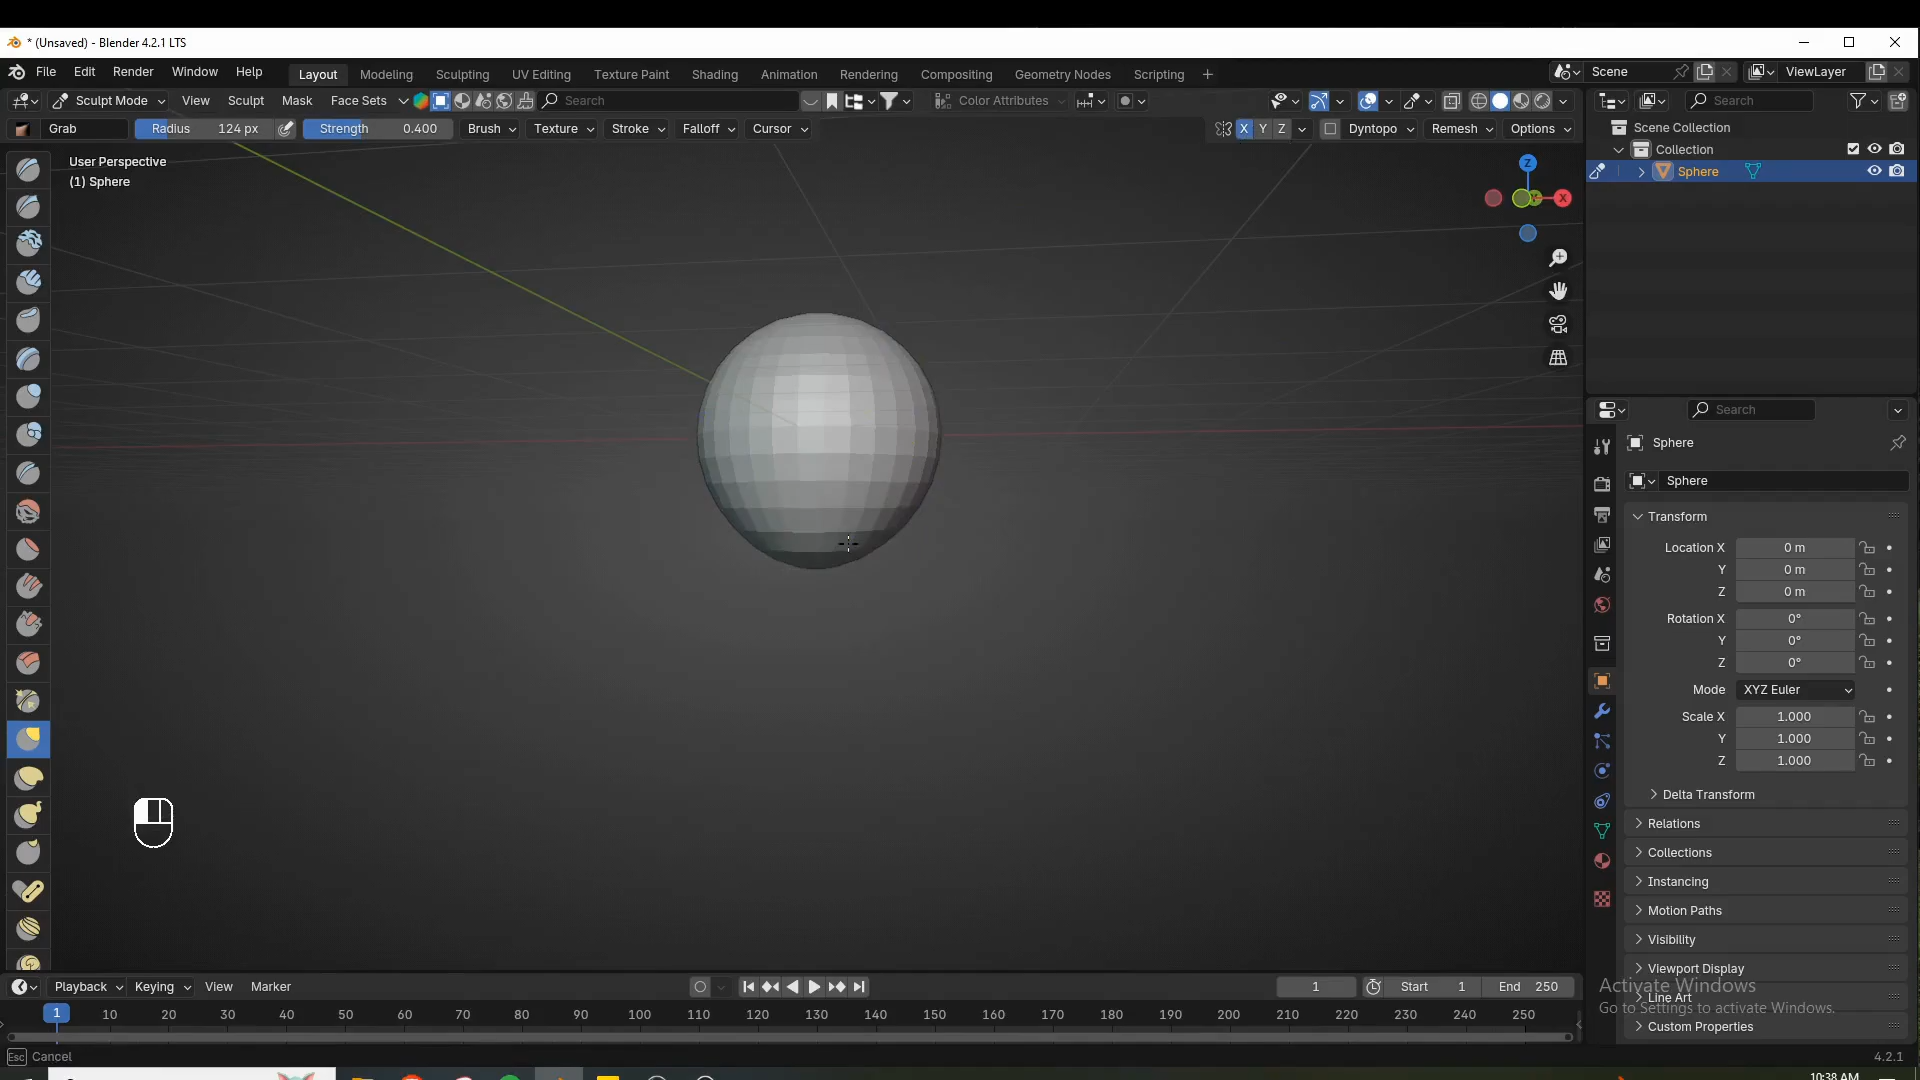 * (Unsaved) - Blender 4.2.1 LTS
File Edit Render Window Help Layout Modeling Sculpting UV Editing Texture Paint Shading Animation Rendering Compositing Geometry Nodes Scripting + Scene ViewLayer
Sculpt Mode View Sculpt Mask Face Sets Search Color Attributes Search
Grab Radius 124 px Strength 0.400 Brush Texture Stroke Falloff Cursor X Y Z Dyntopo Remesh Options
Scene Collection
Collection
Sphere
User Perspective
(1) Sphere
Z
X
Search
Sphere
Sphere
Transform
Location X 0 m
Y 0 m
Z 0 m
Rotation X 0°
Y 0°
Z 0°
Mode XYZ Euler
Scale X 1.000
Y 1.000
Z 1.000
Delta Transform
Relations
Collections
Instancing
Motion Paths
Visibility
Viewport Display
Activate Windows
Line Art
Go to Settings to activate Windows.
Custom Properties
Playback Keying View Marker 1 Start 1 End 250
1 10 20 30 40 50 60 70 80 90 100 110 120 130 140 150 160 170 180 190 200 210 220 230 240 250
Esc Cancel 4.2.1
10:38 AM